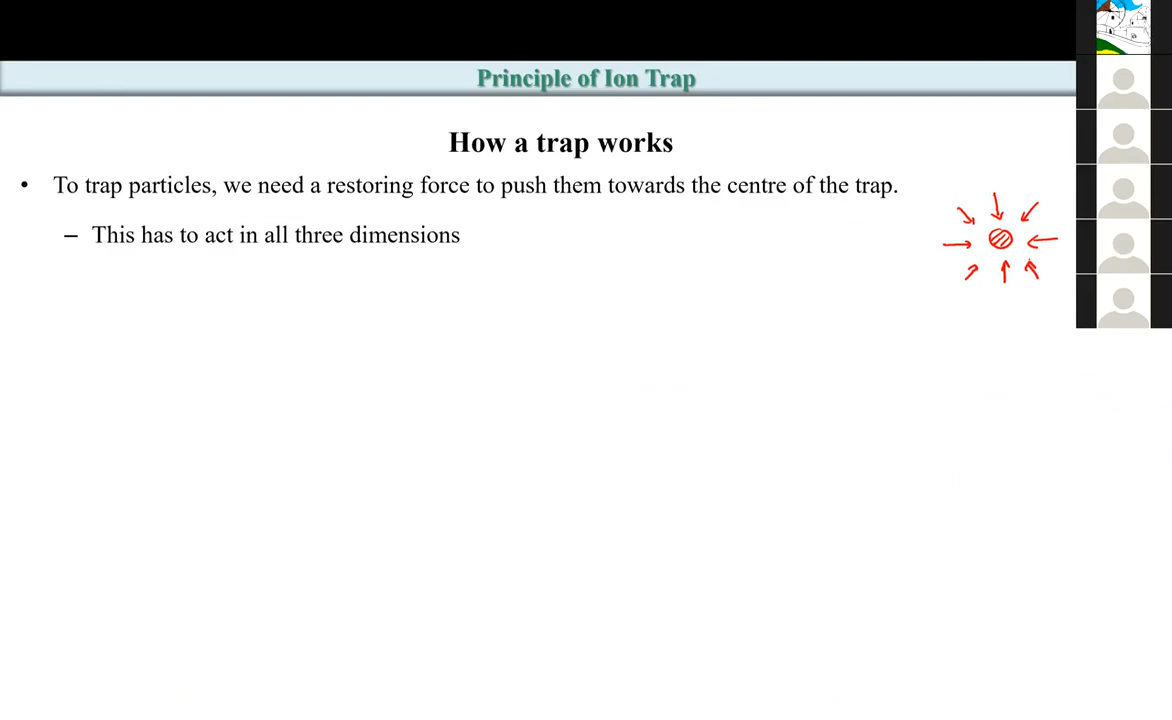 Principle of Ion Trap
How a trap works
• To trap particles, we need a restoring force to push them towards the centre of the trap.
– This has to act in all three dimensions